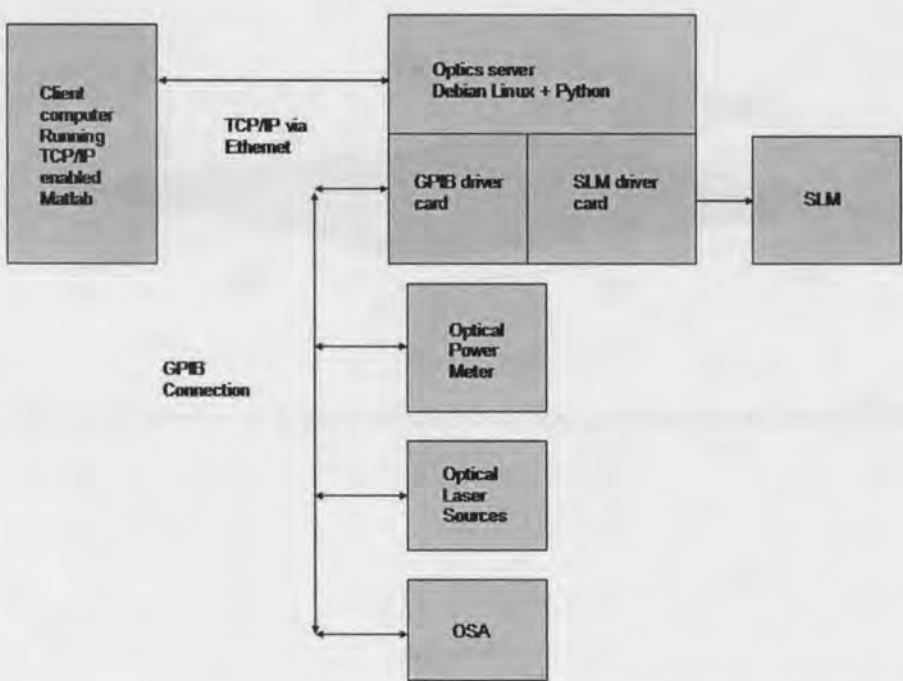 Optics server
Debian Linux + Python
Client
computer
Running
TCP/IP
enabled
Matlab
TCP/IP via
Ethernet
GPIB driver
card
SLM driver
card
SLM
Optical
Power
Meter
GPIB
Connection
Optical
Laser
Sources
OSA